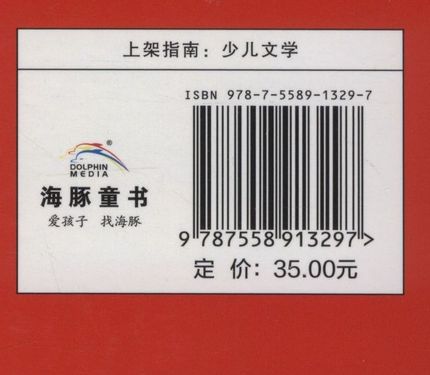 上架指南：少儿文学
ISBN 978-7-5589-1329-7
DOLPHIN
MEDIA
®
海豚童书
爱孩子 找海豚
9 787558 913297 >
定 价：35.00元